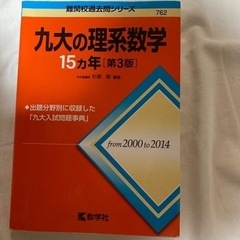 難関校過去問シリーズ
762
九大の理系数学
15カ年[第3版]
●出題分野別に収録した
「九大入試問題事典」
from 2000 to 2014
教学社